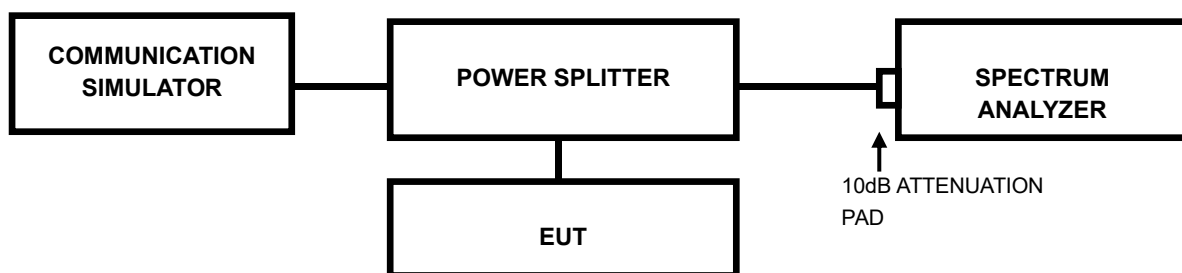 COMMUNICATION
SIMULATOR
POWER SPLITTER
SPECTRUM
ANALYZER
10dB ATTENUATION
PAD
EUT